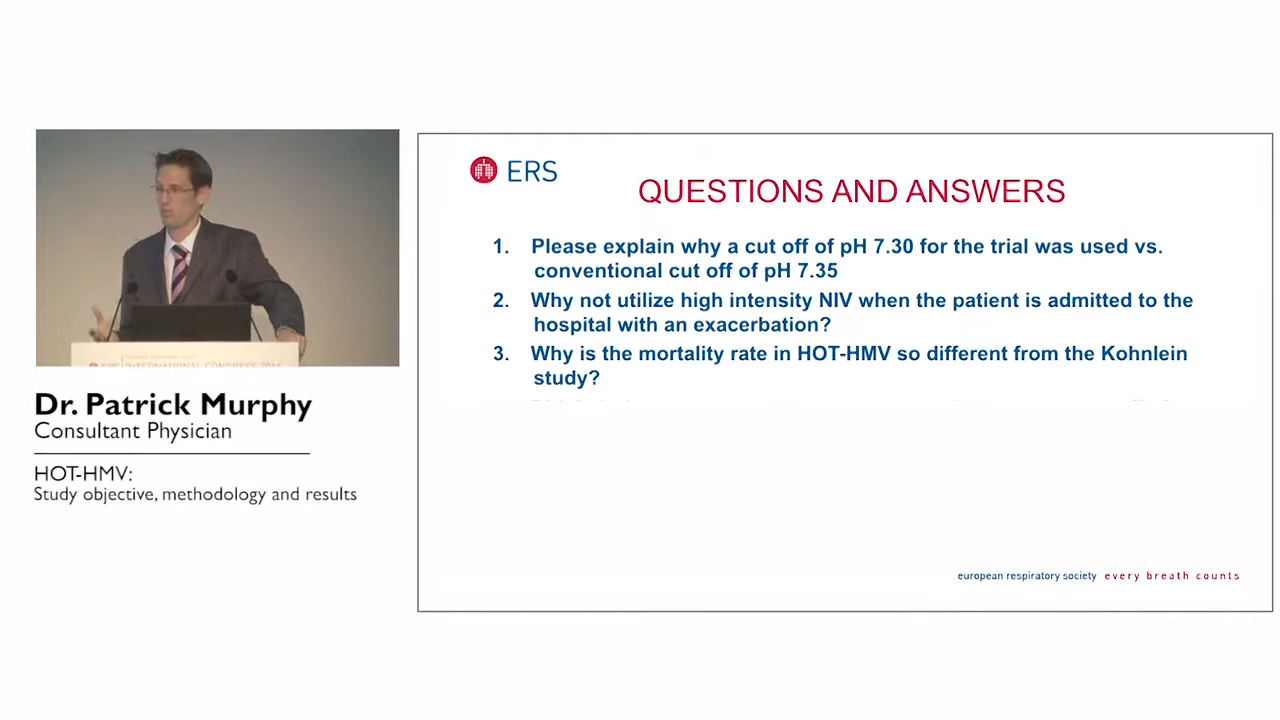 ERS
QUESTIONS AND ANSWERS
1. Please explain why a cut off of pH 7.30 for the trial was used vs.
conventional cut off of pH 7.35
2. Why not utilize high intensity NIV when the patient is admitted to the
hospital with an exacerbation?
3. Why is the mortality rate in HOT-HMV so different from the Kohnlein
study?
european respiratory society every breath counts
INTERNATIONAL CONGRESS
Dr. Patrick Murphy
Consultant Physician
HOT-HMV:
Study objective, methodology and results